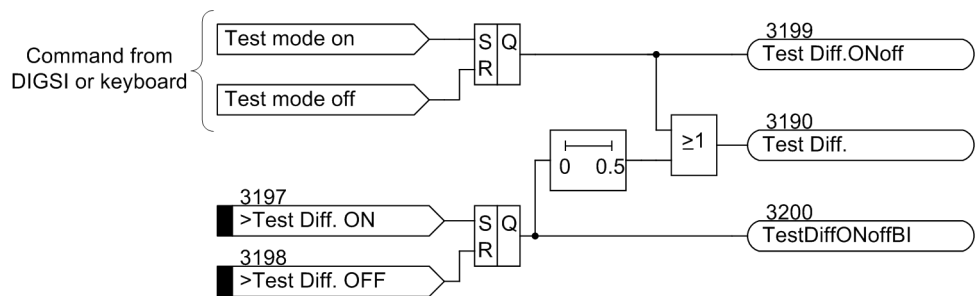 Command from
DIGSI or keyboard
Test mode on
Test mode off
S Q
R
3199
Test Diff.ONoff
3190
Test Diff.
≥1
0 0.5
3197
>Test Diff. ON
3198
>Test Diff. OFF
S Q
R
3200
TestDiffONoffBI